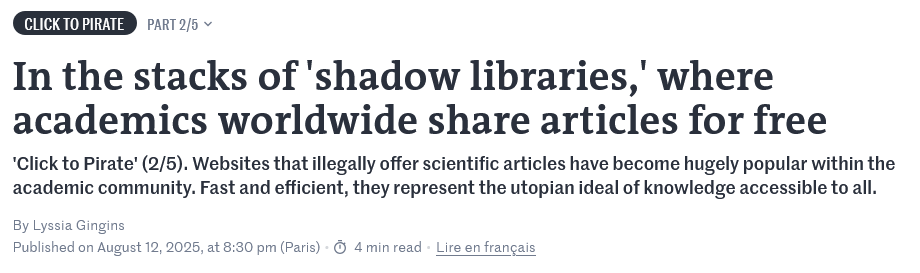 CLICK TO PIRATE PART 2/5
In the stacks of 'shadow libraries,' where
academics worldwide share articles for free
'Click to Pirate' (2/5). Websites that illegally offer scientific articles have become hugely popular within the
academic community. Fast and efficient, they represent the utopian ideal of knowledge accessible to all.
By Lyssia Gingins
Published on August 12, 2025, at 8:30 pm (Paris) • 4 min read • Lire en français